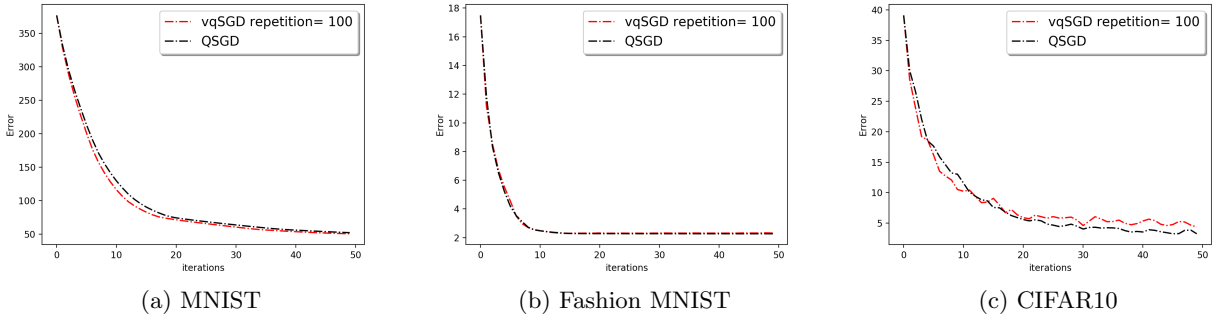 vqSGD repetition= 100
QSGD
350
300
250
200
150
100
50
Error
0 10 20 30 40 50
iterations
(a) MNIST
vqSGD repetition= 100
QSGD
18
16
14
12
10
8
6
4
2
Error
0 10 20 30 40 50
iterations
(b) Fashion MNIST
vqSGD repetition= 100
QSGD
40
35
30
25
20
15
10
5
Error
0 10 20 30 40 50
iterations
(c) CIFAR10